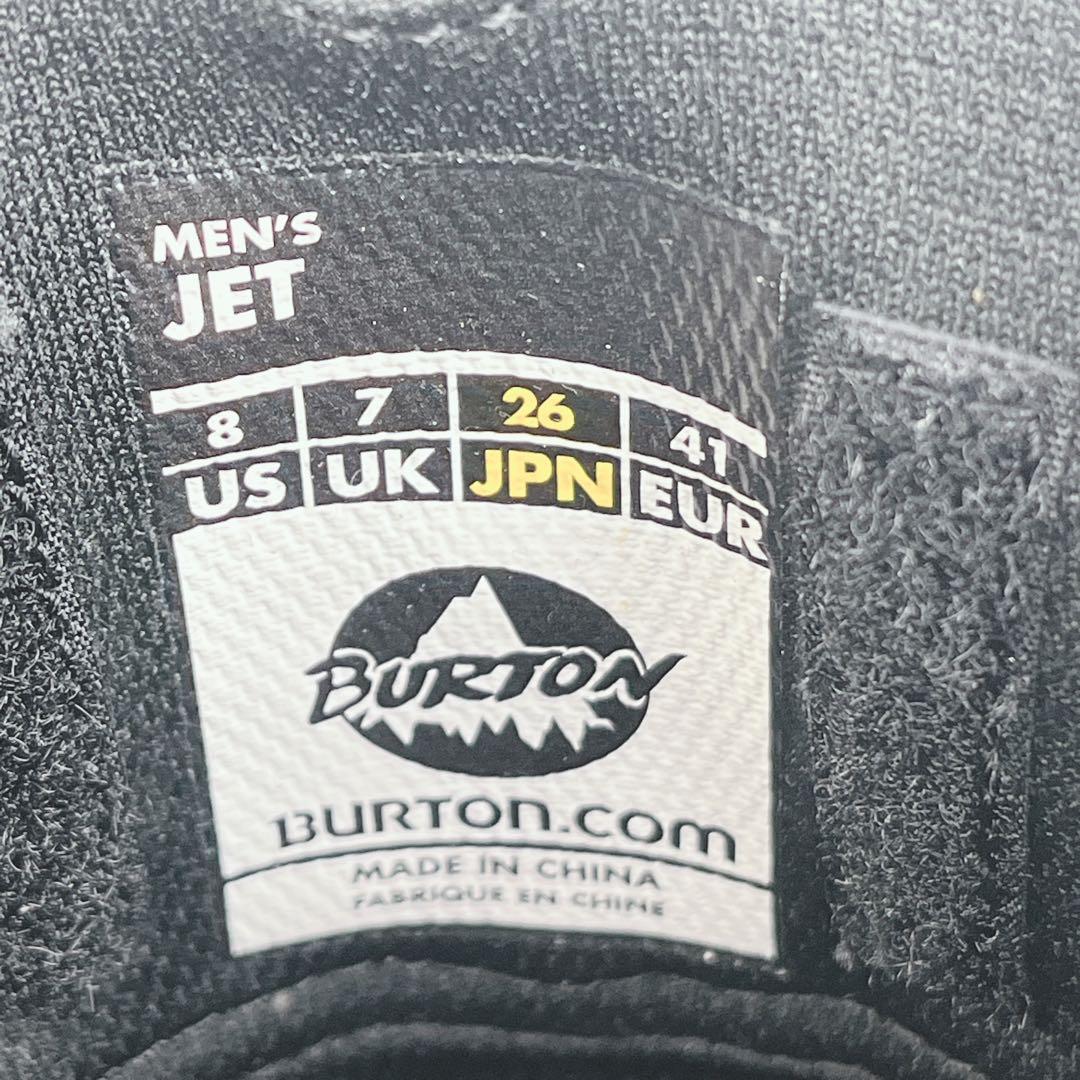 MEN'S
JET
8 7 26 41
US UK JPN EUR
BURTON
BURTON.COM
MADE IN CHINA
FABRIQUE EN CHINE